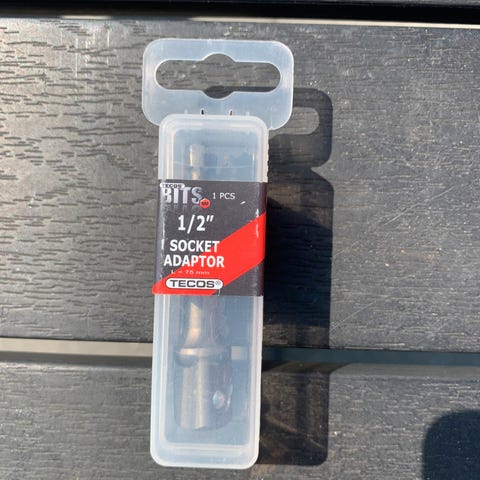 TECOS
BITS
1 PCS
1/2"
SOCKET
ADAPTOR
L = 75 mm
TECOS®